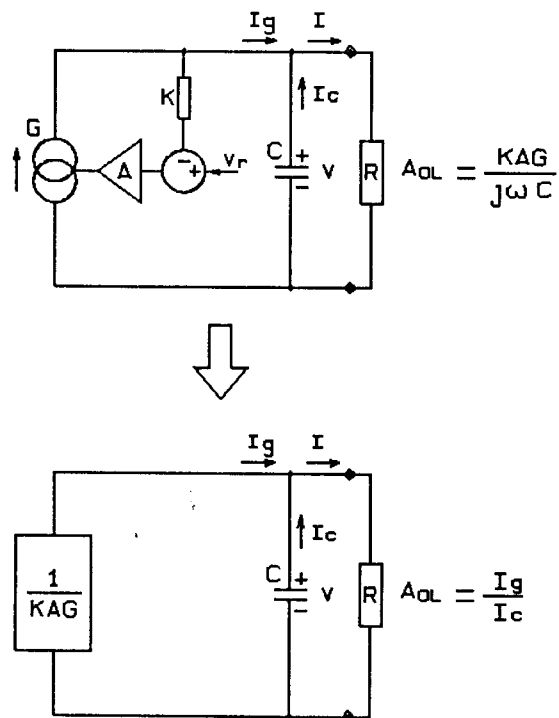 Ig I
K
Ic
G
A
- +
vr
C + -
V
R
AOL = KAG / jωC
Ig I
Ic
1 / KAG
C + -
V
R
AOL = Ig / Ic